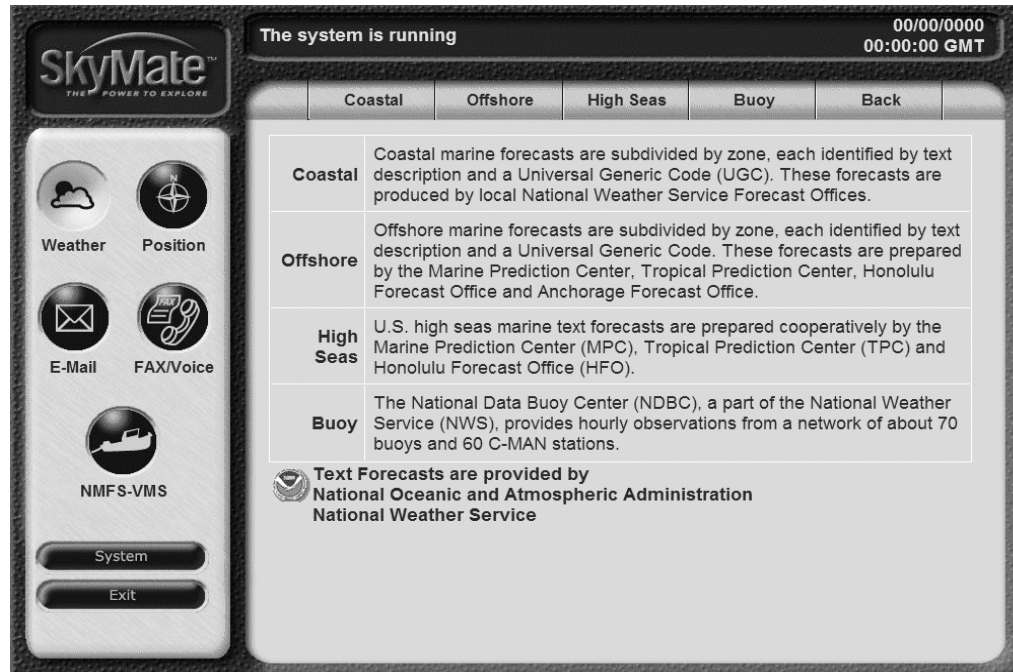 SkyMate™
THE POWER TO EXPLORE
The system is running
00/00/0000
00:00:00 GMT
Coastal Offshore High Seas Buoy Back
Weather Position
E-Mail FAX/Voice
FAX
N
NMFS-VMS
System
Exit
Coastal
Coastal marine forecasts are subdivided by zone, each identified by text
description and a Universal Generic Code (UGC). These forecasts are
produced by local National Weather Service Forecast Offices.
Offshore
Offshore marine forecasts are subdivided by zone, each identified by text
description and a Universal Generic Code. These forecasts are prepared
by the Marine Prediction Center, Tropical Prediction Center, Honolulu
Forecast Office and Anchorage Forecast Office.
High
Seas
U.S. high seas marine text forecasts are prepared cooperatively by the
Marine Prediction Center (MPC), Tropical Prediction Center (TPC) and
Honolulu Forecast Office (HFO).
Buoy
The National Data Buoy Center (NDBC), a part of the National Weather
Service (NWS), provides hourly observations from a network of about 70
buoys and 60 C-MAN stations.
Text Forecasts are provided by
National Oceanic and Atmospheric Administration
National Weather Service